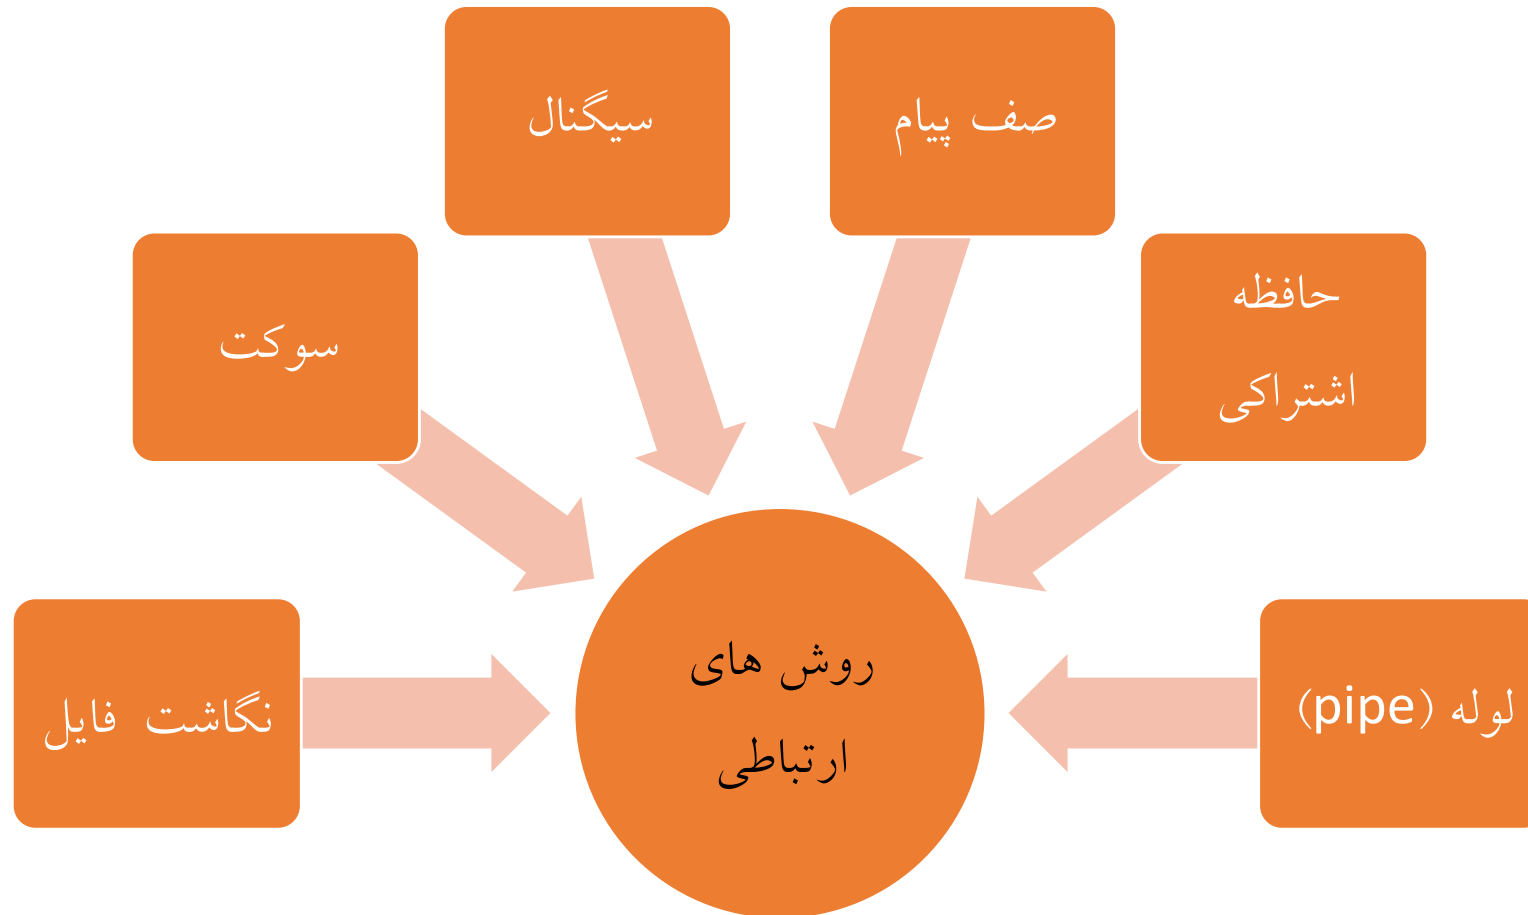 صف پیام
سیگنال
حافظه
اشتراکی
سوکت
لوله (pipe)
نگاشت فایل
روش های
ارتباطی